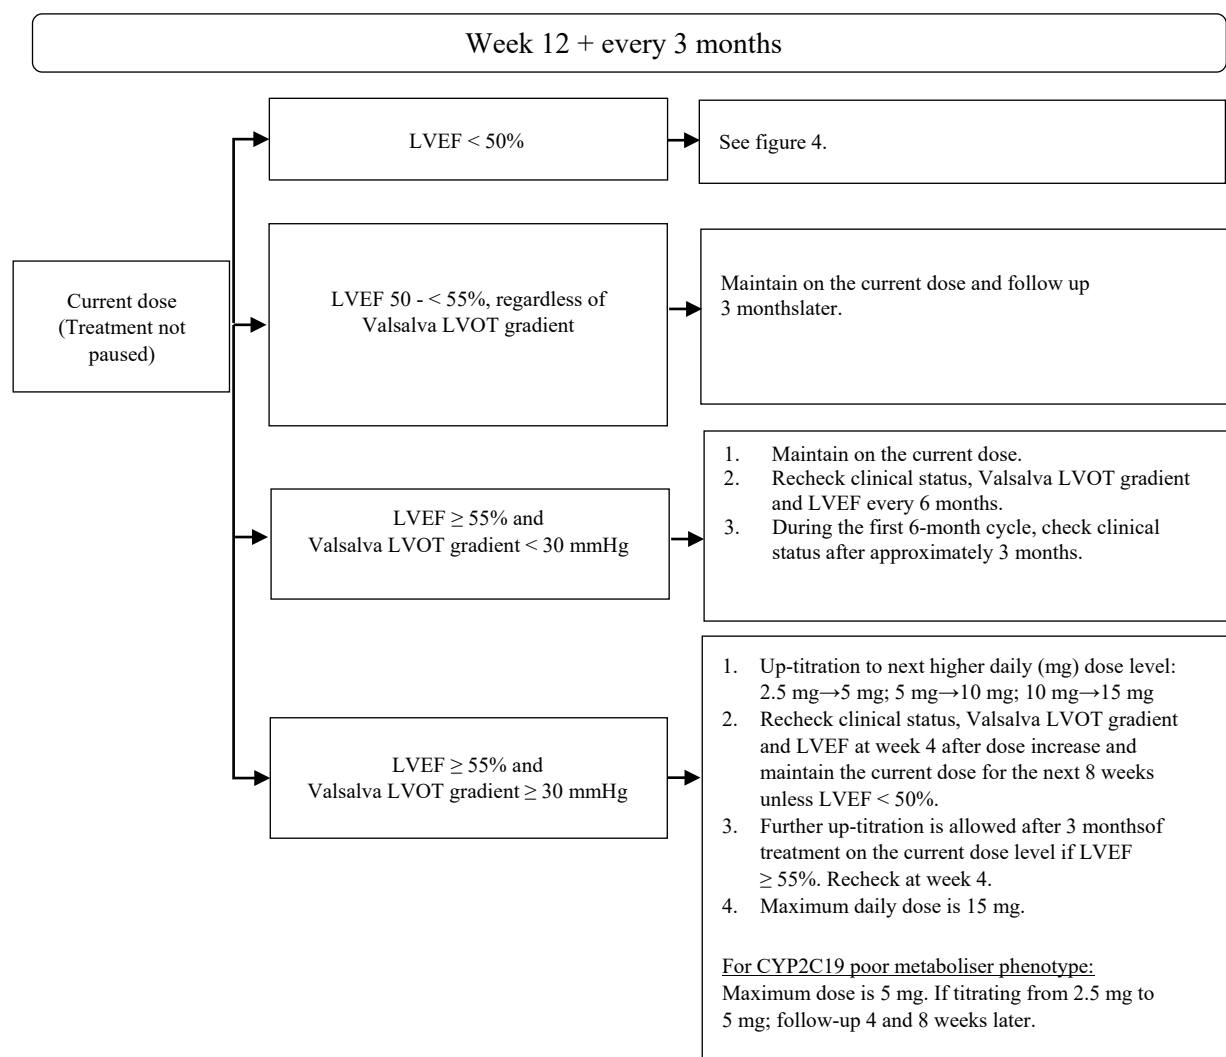 Week 12 + every 3 months
LVEF < 50%
See figure 4.
Current dose
(Treatment not
paused)
LVEF 50 - < 55%, regardless of
Valsalva LVOT gradient
Maintain on the current dose and follow up
3 monthslater.
LVEF ≥ 55% and
Valsalva LVOT gradient < 30 mmHg
1. Maintain on the current dose.
2. Recheck clinical status, Valsalva LVOT gradient
and LVEF every 6 months.
3. During the first 6-month cycle, check clinical
status after approximately 3 months.
LVEF ≥ 55% and
Valsalva LVOT gradient ≥ 30 mmHg
1. Up-titration to next higher daily (mg) dose level:
2.5 mg→5 mg; 5 mg→10 mg; 10 mg→15 mg
2. Recheck clinical status, Valsalva LVOT gradient
and LVEF at week 4 after dose increase and
maintain the current dose for the next 8 weeks
unless LVEF < 50%.
3. Further up-titration is allowed after 3 monthsof
treatment on the current dose level if LVEF
≥ 55%. Recheck at week 4.
4. Maximum daily dose is 15 mg.
For CYP2C19 poor metaboliser phenotype:
Maximum dose is 5 mg. If titrating from 2.5 mg to
5 mg; follow-up 4 and 8 weeks later.